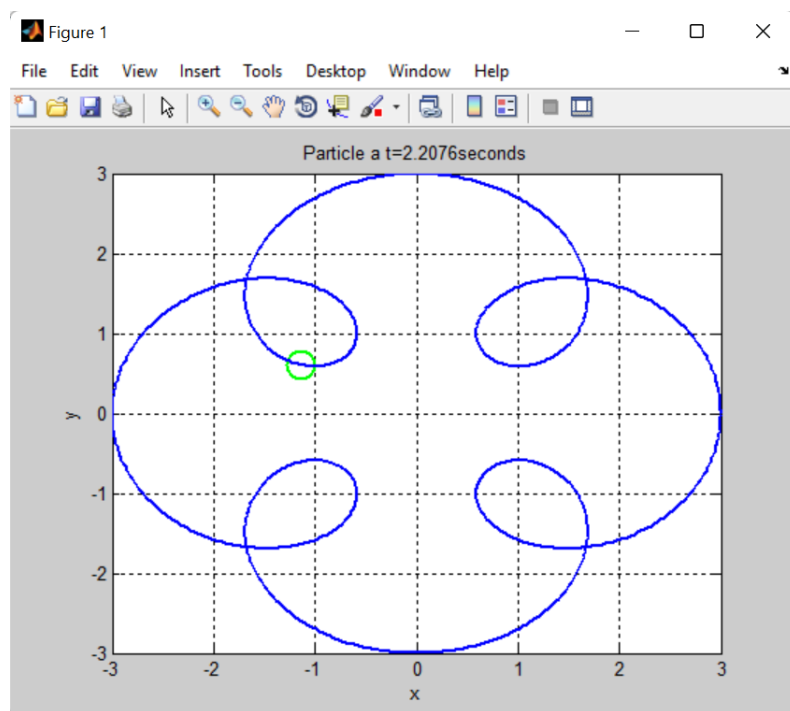 Figure 1
File Edit View Insert Tools Desktop Window Help
Particle a t=2.2076seconds
3
2
1
0
-1
-2
-3
y
-3 -2 -1 0 1 2 3
x